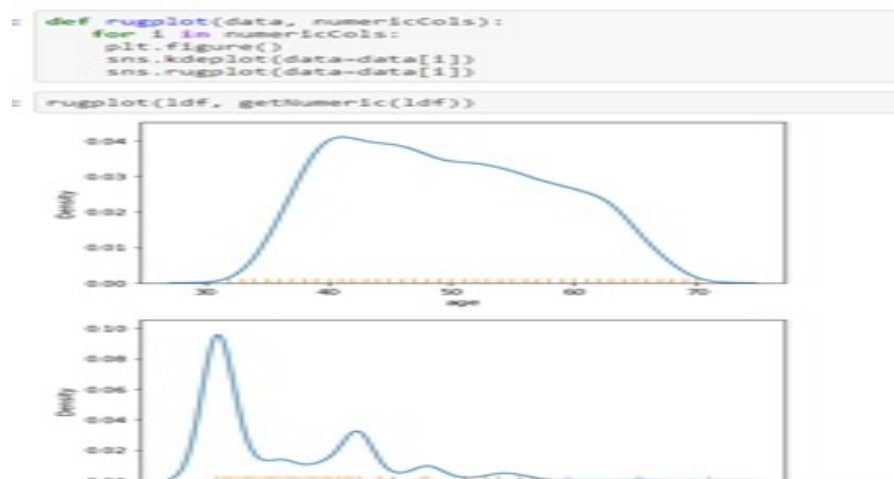 def rugplot(data, numericCols):
for i in numericCols:
plt.figure()
sns.kdeplot(data=data[i])
sns.rugplot(data=data[i])
rugplot(ldf, getNumeric(ldf))
0.04
0.03
Density
0.02
0.01
0.00
30 40 50 60 70
age
0.10
0.08
0.06
Density
0.04
0.02
0.00